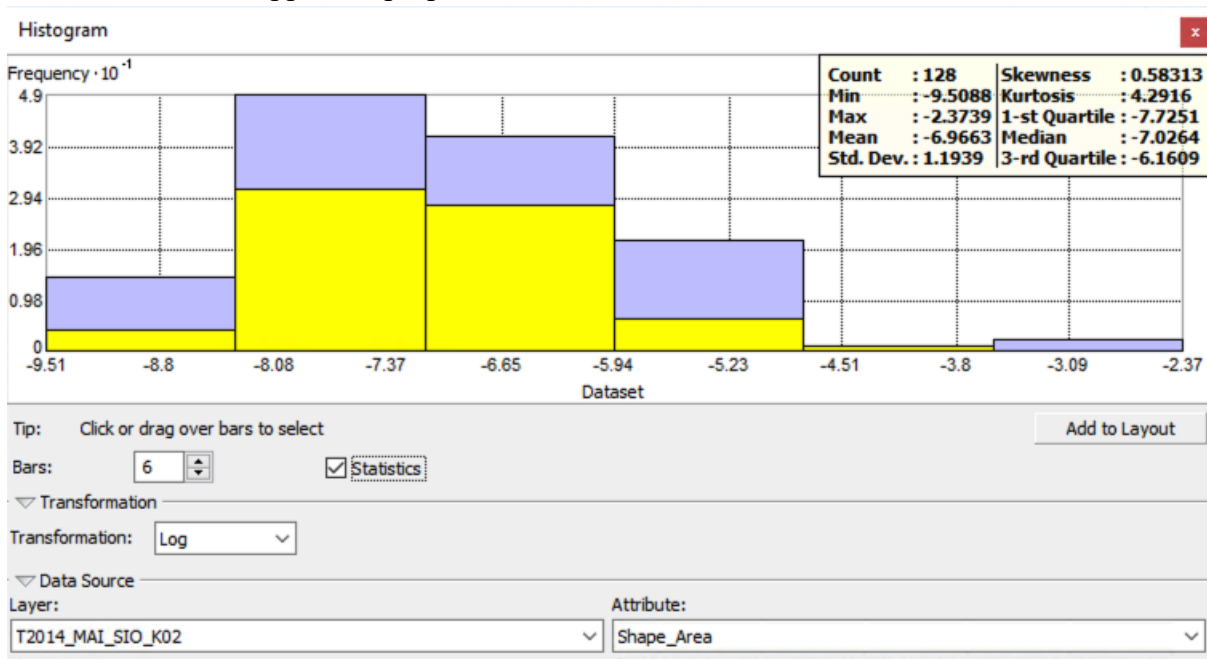 Histogram
x
Frequency · 10 -1
Count : 128 Skewness : 0.58313
Min : -9.5088 Kurtosis : 4.2916
Max : -2.3739 1-st Quartile : -7.7251
Mean : -6.9663 Median : -7.0264
Std. Dev. : 1.1939 3-rd Quartile : -6.1609
4.9
3.92
2.94
1.96
0.98
0
-9.51 -8.8 -8.08 -7.37 -6.65 -5.94 -5.23 -4.51 -3.8 -3.09 -2.37
Dataset
Tip: Click or drag over bars to select Add to Layout
Bars: 6 Statistics
Transformation
Transformation: Log
Data Source
Layer: Attribute:
T2014_MAI_SIO_K02 Shape_Area